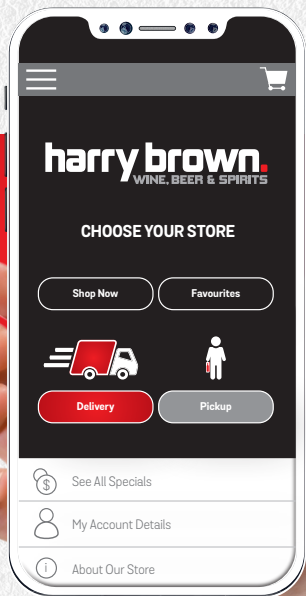 harry brown.
WINE, BEER & SPIRITS
CHOOSE YOUR STORE
Shop Now
Favourites
Delivery
Pickup
$
See All Specials
My Account Details
i
About Our Store